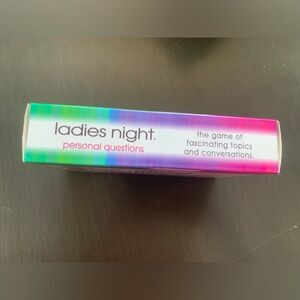 ladies night.
personal questions
the game of
fascinating topics
and conversations.